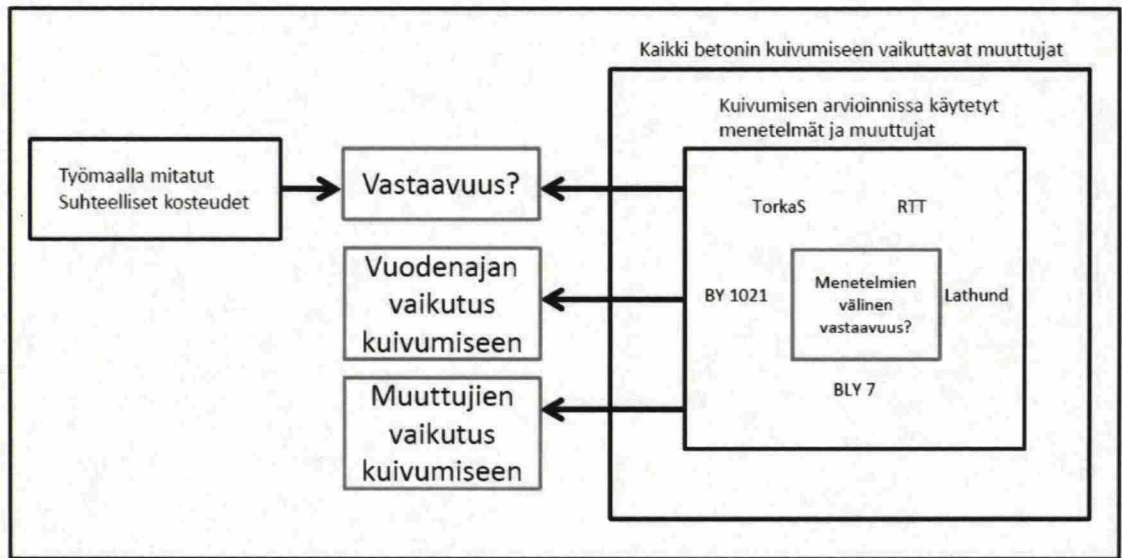 Kaikki betonin kuivumiseen vaikuttavat muuttujat
Kuivumisen arvioinnissa käytetyt
menetelmät ja muuttujat
Työmaalla mitatut
Suhteelliset kosteudet
Vastaavuus?
TorkaS
RTT
Vuodenajan
vaikutus
kuivumiseen
BY 1021
Menetelmien
välinen
vastaavuus?
Lathund
BLY 7
Muuttujien
vaikutus
kuivumiseen